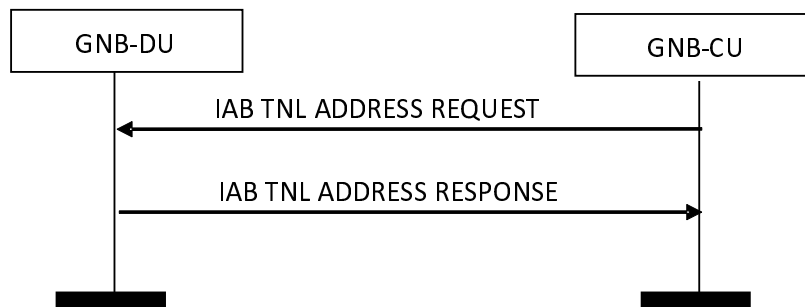 GNB-DU
GNB-CU
IAB TNL ADDRESS REQUEST
IAB TNL ADDRESS RESPONSE